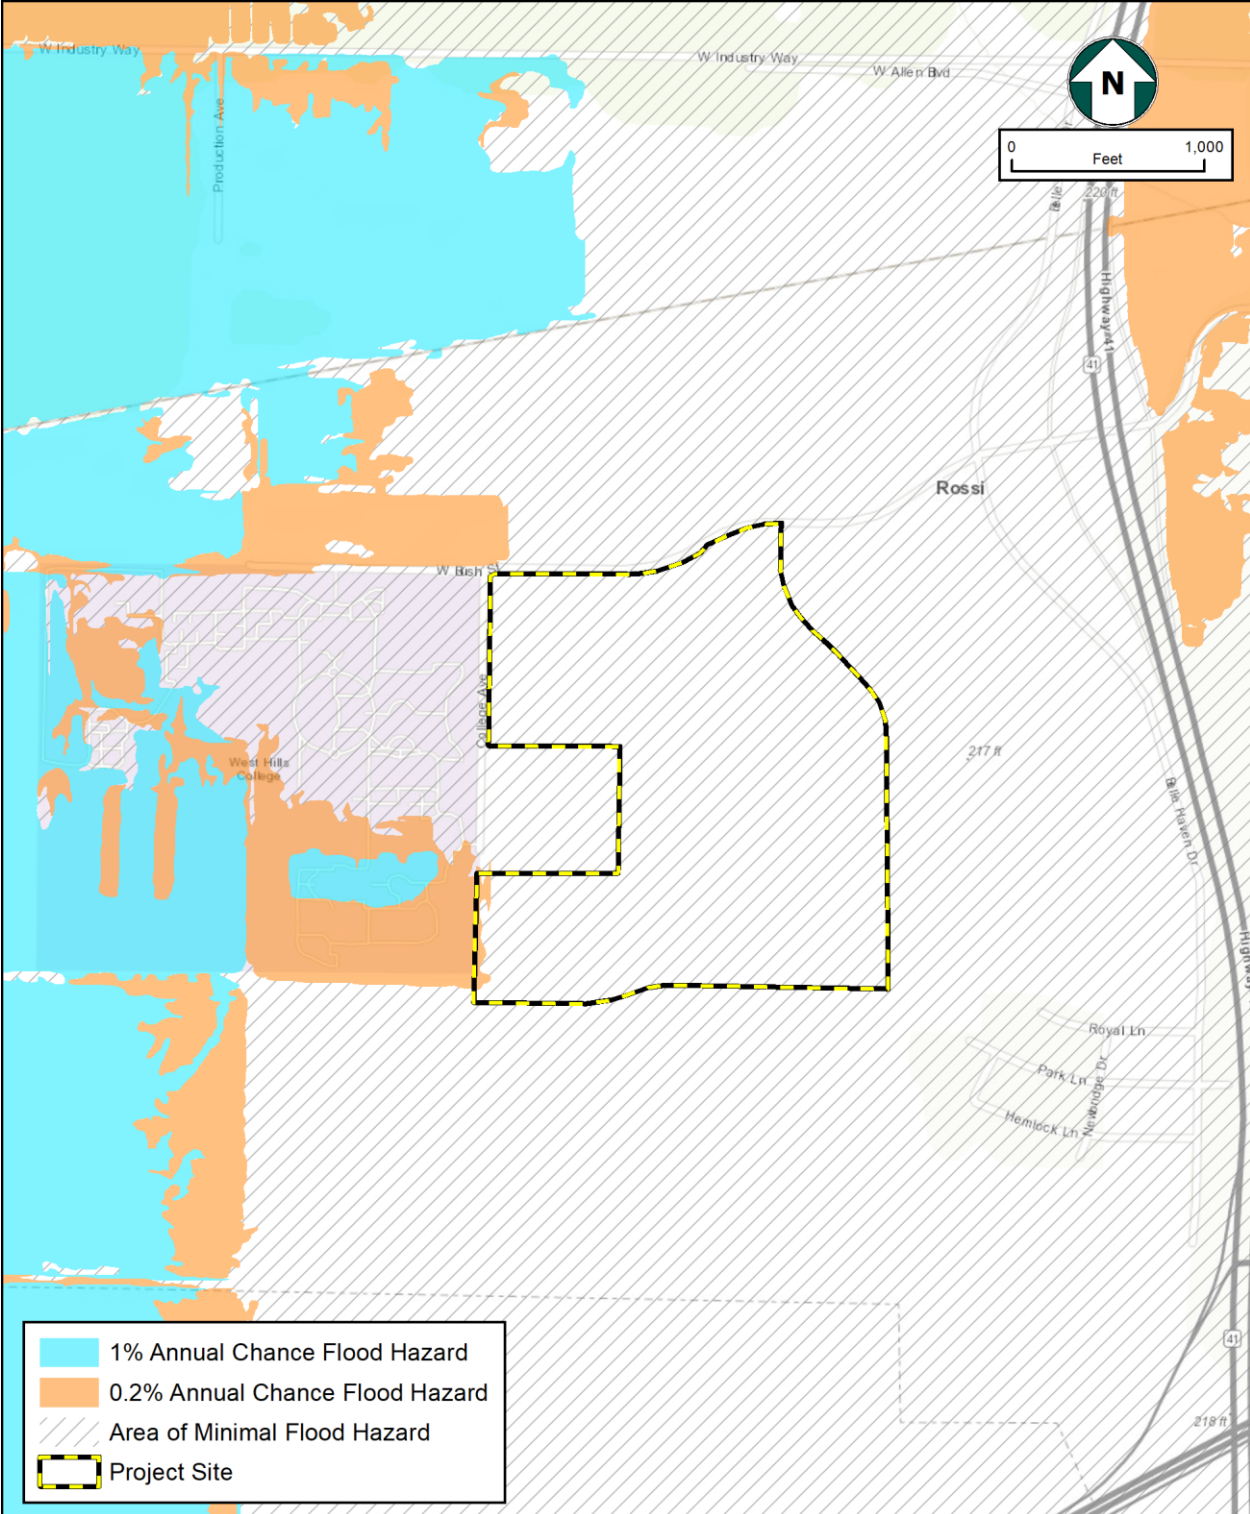 W Industry Way
W Industry Way
W Allen Blvd
N
0
1,000
Feet
Production Ave
Belle
220 ft
Highway 41
41
Rossi
W Bush St
College Ave
217 ft
West Hills
College
Belle Haven Dr
Highway
Royal Ln
Park Ln
Newbridge Dr
Hemlock Ln
41
218 ft
1% Annual Chance Flood Hazard
0.2% Annual Chance Flood Hazard
Area of Minimal Flood Hazard
Project Site